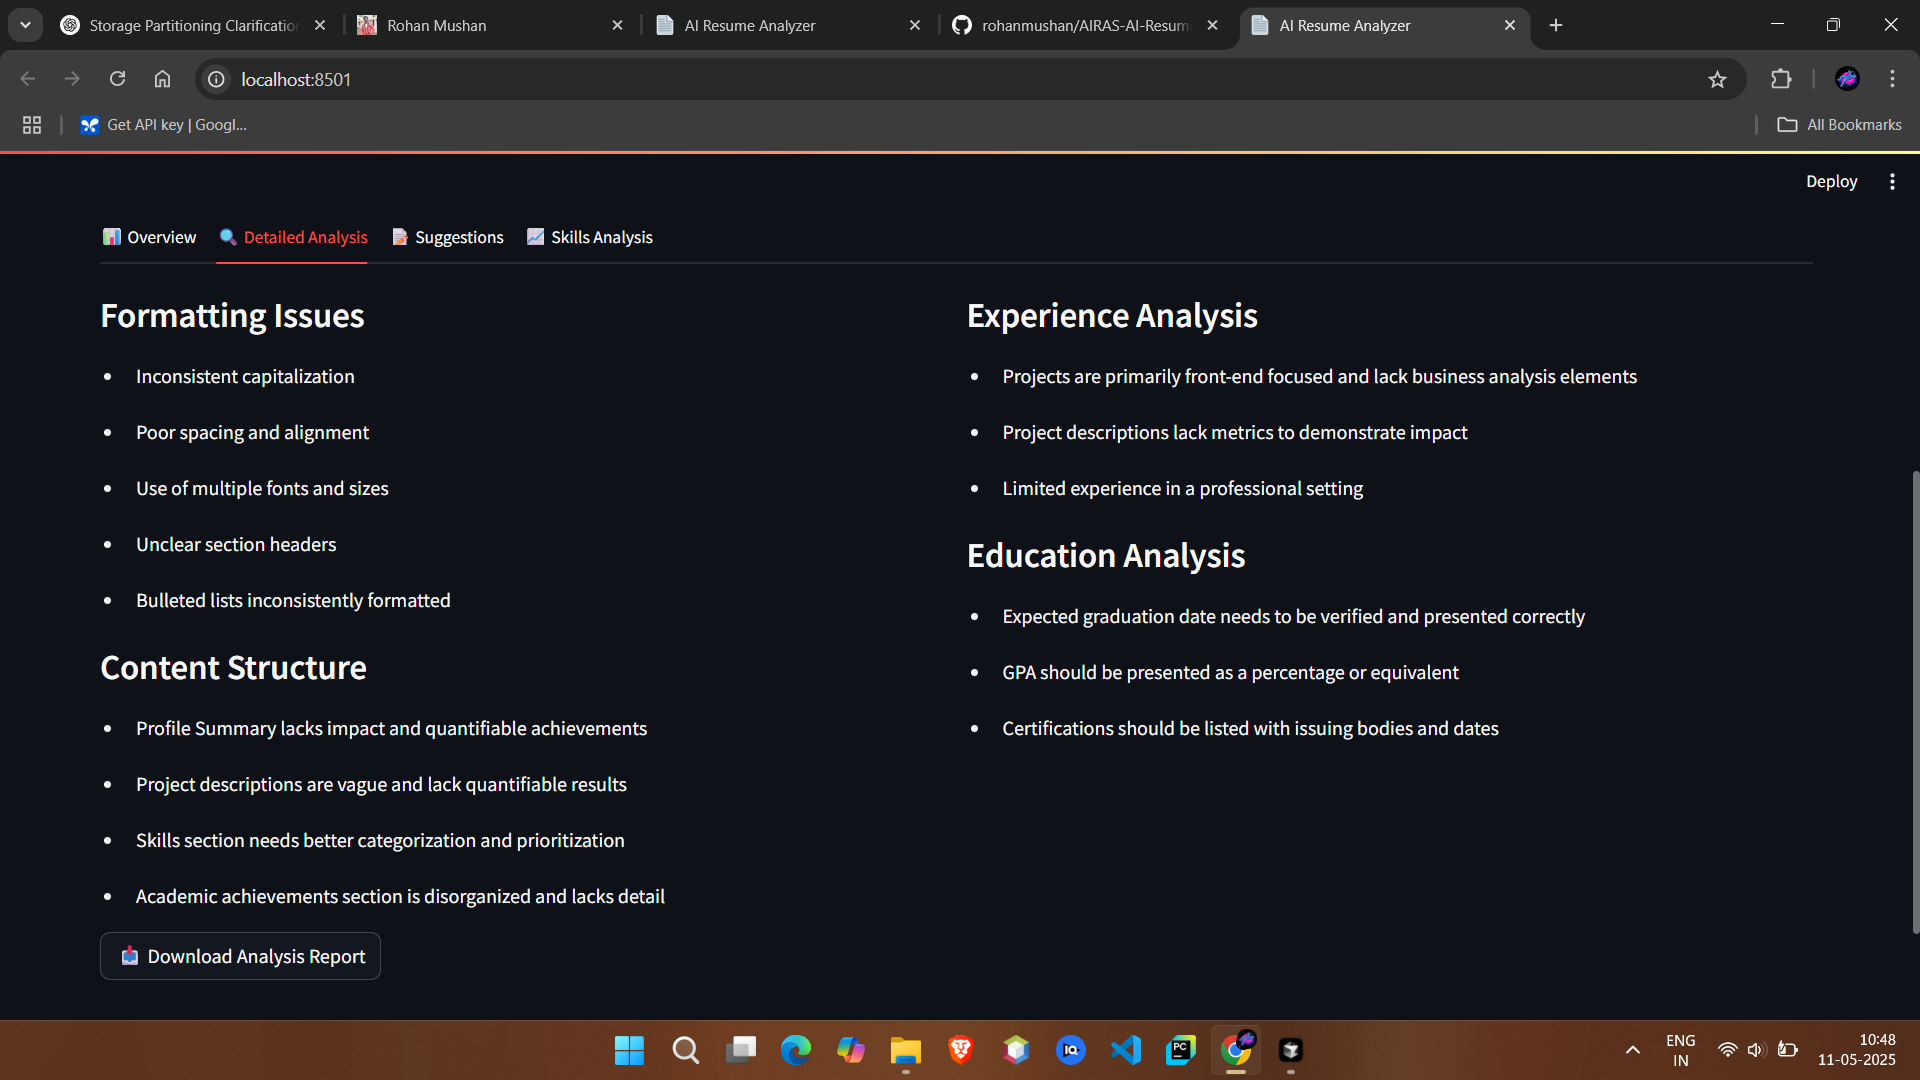 Storage Partitioning Clarificatio
Rohan Mushan
AI Resume Analyzer
rohanmushan/AIRAS-AI-Resum
AI Resume Analyzer
localhost:8501
Get API key | Googl...
All Bookmarks
Deploy
Overview
Detailed Analysis
Suggestions
Skills Analysis
Formatting Issues
• Inconsistent capitalization
• Poor spacing and alignment
• Use of multiple fonts and sizes
• Unclear section headers
• Bulleted lists inconsistently formatted
Content Structure
• Profile Summary lacks impact and quantifiable achievements
• Project descriptions are vague and lack quantifiable results
• Skills section needs better categorization and prioritization
• Academic achievements section is disorganized and lacks detail
Download Analysis Report
Experience Analysis
• Projects are primarily front-end focused and lack business analysis elements
• Project descriptions lack metrics to demonstrate impact
• Limited experience in a professional setting
Education Analysis
• Expected graduation date needs to be verified and presented correctly
• GPA should be presented as a percentage or equivalent
• Certifications should be listed with issuing bodies and dates
IQ
PC
ENG
IN
10:48
11-05-2025